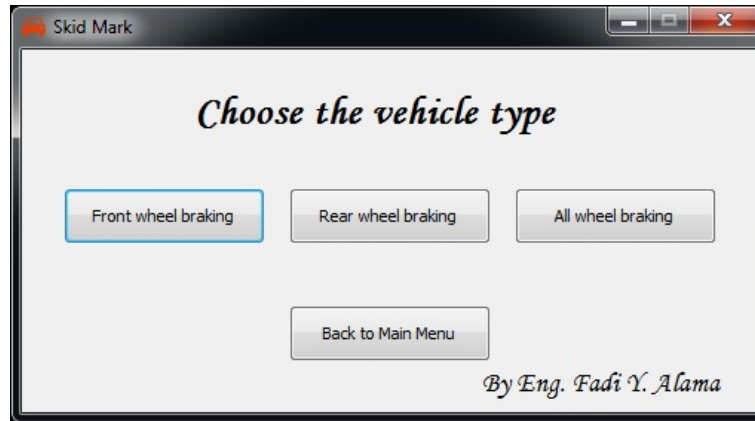 Skid Mark
Choose the vehicle type
Front wheel braking
Rear wheel braking
All wheel braking
Back to Main Menu
By Eng. Fadi Y. Alama